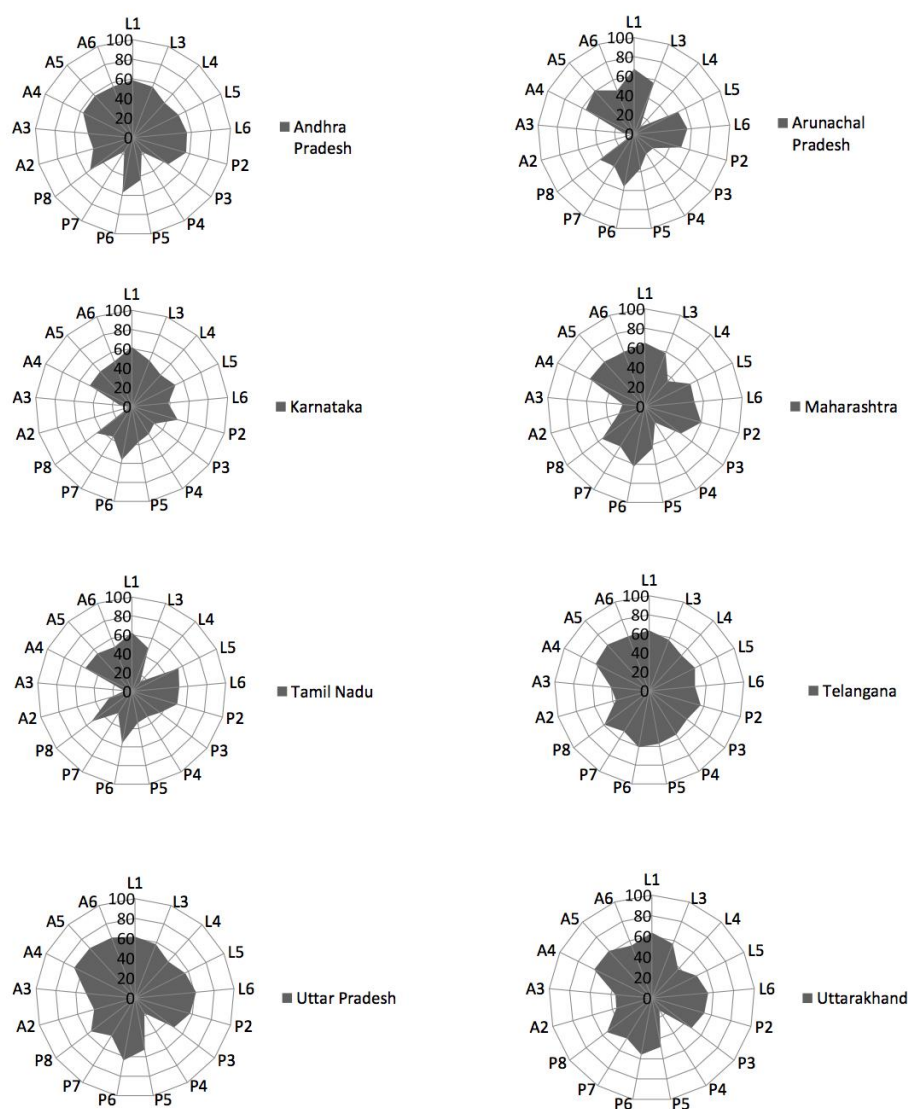 L1
A6 100 L3
A5 80 L4
A4 60 L5
40
20
A3 0 L6
A2 P2
P8 P3
P7 P4
P6 P5
Andhra
Pradesh
L1
A6 100 L3
A5 80 L4
A4 60 L5
40
20
A3 0 L6
A2 P2
P8 P3
P7 P4
P6 P5
Arunachal
Pradesh
L1
A6 100 L3
A5 80 L4
A4 60 L5
40
20
A3 0 L6
A2 P2
P8 P3
P7 P4
P6 P5
Karnataka
L1
A6 100 L3
A5 80 L4
A4 60 L5
40
20
A3 0 L6
A2 P2
P8 P3
P7 P4
P6 P5
Maharashtra
L1
A6 100 L3
A5 80 L4
A4 60 L5
40
20
A3 0 L6
A2 P2
P8 P3
P7 P4
P6 P5
Tamil Nadu
L1
A6 100 L3
A5 80 L4
A4 60 L5
40
20
A3 0 L6
A2 P2
P8 P3
P7 P4
P6 P5
Telangana
L1
A6 100 L3
A5 80 L4
A4 60 L5
40
20
A3 0 L6
A2 P2
P8 P3
P7 P4
P6 P5
Uttar Pradesh
L1
A6 100 L3
A5 80 L4
A4 60 L5
40
20
A3 0 L6
A2 P2
P8 P3
P7 P4
P6 P5
Uttarakhand